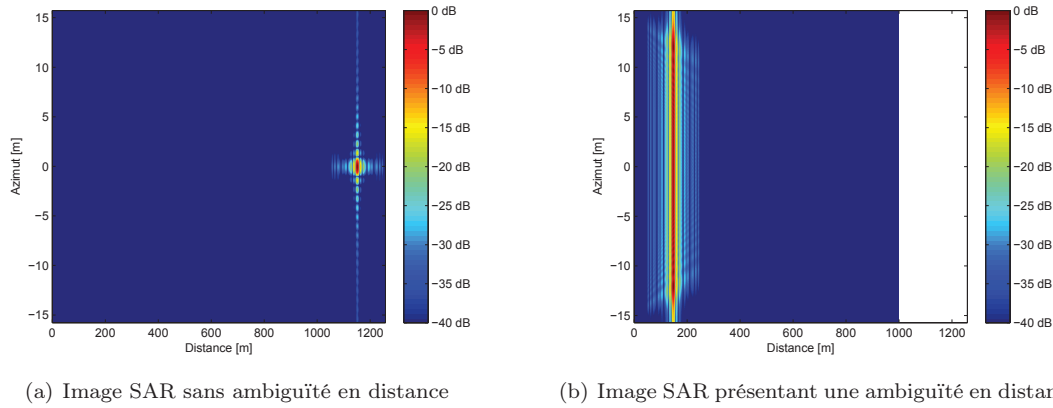 15
10
5
0
−5
−10
−15
Azimut [m]
0 200 400 600 800 1000 1200
Distance [m]
0 dB
−5 dB
−10 dB
−15 dB
−20 dB
−25 dB
−30 dB
−35 dB
−40 dB
(a) Image SAR sans ambiguïté en distance
15
10
5
0
−5
−10
−15
Azimut [m]
0 200 400 600 800 1000 1200
Distance [m]
0 dB
−5 dB
−10 dB
−15 dB
−20 dB
−25 dB
−30 dB
−35 dB
−40 dB
(b) Image SAR présentant une ambiguïté en distan